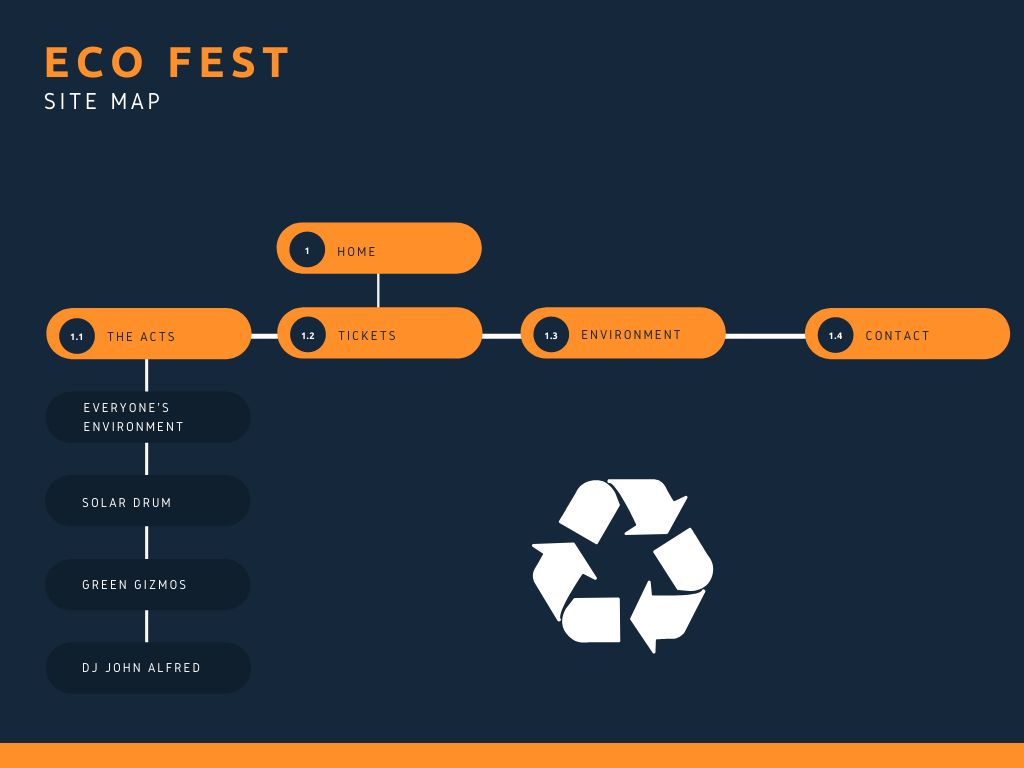 ECO FEST
SITE MAP
1 HOME
1.1 THE ACTS
1.2 TICKETS
1.3 ENVIRONMENT
1.4 CONTACT
EVERYONE'S
ENVIRONMENT
SOLAR DRUM
GREEN GIZMOS
DJ JOHN ALFRED